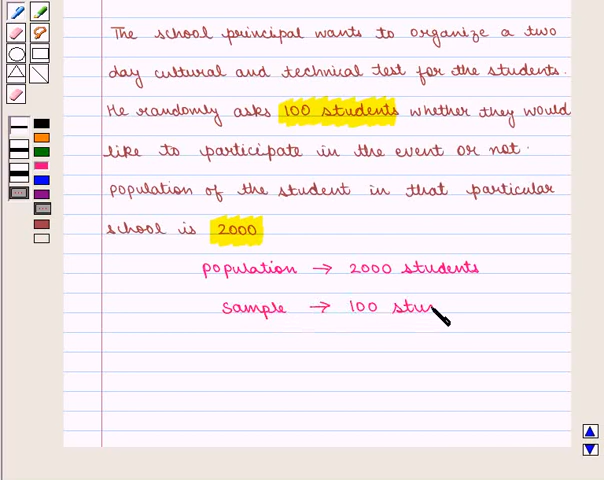 The school principal wants to organize a two
day cultural and technical test for the students.
He randomly asks 100 students whether they would
like to participate in the event or not.
population of the student in that particular
school is 2000
population → 2000 students
sample → 100 stu